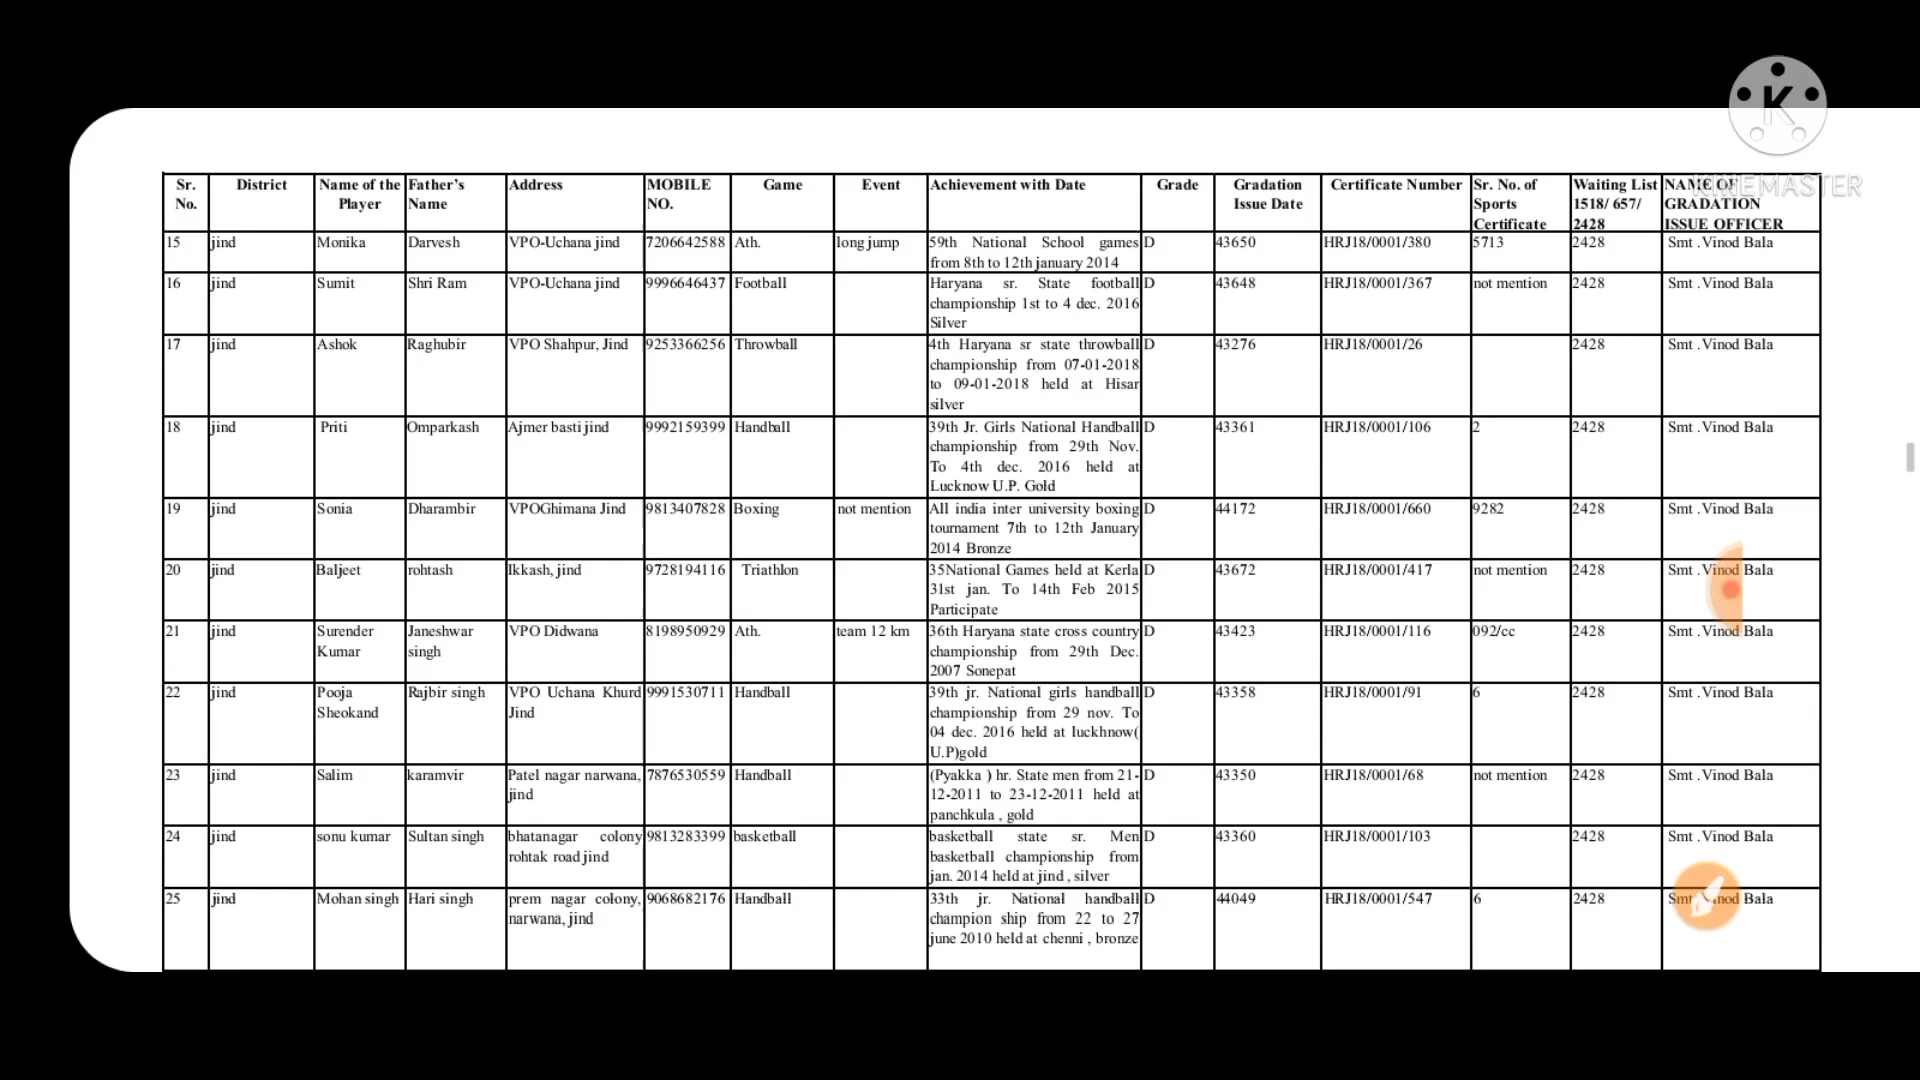 K
KINEMASTER
Sr. No. | District | Name of the Player | Father's Name | Address | MOBILE NO. | Game | Event | Achievement with Date | Grade | Gradation Issue Date | Certificate Number | Sr. No. of Sports Certificate | Waiting List 1518/ 657/ 2428 | NAME OF GRADATION ISSUE OFFICER
15 | jind | Monika | Darvesh | VPO-Uchana jind | 7206642588 | Ath. | long jump | 59th National School games from 8th to 12th january 2014 | D | 43650 | HRJ18/0001/380 | 5713 | 2428 | Smt .Vinod Bala
16 | jind | Sumit | Shri Ram | VPO-Uchana jind | 9996646437 | Football | | Haryana sr. State football championship 1st to 4 dec. 2016 Silver | D | 43648 | HRJ18/0001/367 | not mention | 2428 | Smt .Vinod Bala
17 | jind | Ashok | Raghubir | VPO Shahpur, Jind | 9253366256 | Throwball | | 4th Haryana sr state throwball championship from 07-01-2018 to 09-01-2018 held at Hisar silver | D | 43276 | HRJ18/0001/26 | | 2428 | Smt .Vinod Bala
18 | jind | Priti | Omparkash | Ajmer basti jind | 9992159399 | Handball | | 39th Jr. Girls National Handball championship from 29th Nov. To 4th dec. 2016 held at Lucknow U.P. Gold | D | 43361 | HRJ18/0001/106 | 2 | 2428 | Smt .Vinod Bala
19 | jind | Sonia | Dharambir | VPOGhimana Jind | 9813407828 | Boxing | not mention | All india inter university boxing tournament 7th to 12th January 2014 Bronze | D | 44172 | HRJ18/0001/660 | 9282 | 2428 | Smt .Vinod Bala
20 | jind | Baljeet | rohtash | Ikkash, jind | 9728194116 | Triathlon | | 35National Games held at Kerla 31st jan. To 14th Feb 2015 Participate | D | 43672 | HRJ18/0001/417 | not mention | 2428 | Smt .Vinod Bala
21 | jind | Surender Kumar | Janeshwar singh | VPO Didwana | 8198950929 | Ath. | team 12 km | 36th Haryana state cross country championship from 29th Dec. 2007 Sonepat | D | 43423 | HRJ18/0001/116 | 092/cc | 2428 | Smt .Vinod Bala
22 | jind | Pooja Sheokand | Rajbir singh | VPO Uchana Khurd Jind | 9991530711 | Handball | | 39th jr. National girls handball championship from 29 nov. To 04 dec. 2016 held at luckhnow( U.P)gold | D | 43358 | HRJ18/0001/91 | 6 | 2428 | Smt .Vinod Bala
23 | jind | Salim | karamvir | Patel nagar narwana, jind | 7876530559 | Handball | | (Pyakka ) hr. State men from 21-12-2011 to 23-12-2011 held at panchkula , gold | D | 43350 | HRJ18/0001/68 | not mention | 2428 | Smt .Vinod Bala
24 | jind | sonu kumar | Sultan singh | bhatanagar colony rohtak road jind | 9813283399 | basketball | | basketball state sr. Men basketball championship from jan. 2014 held at jind , silver | D | 43360 | HRJ18/0001/103 | | 2428 | Smt .Vinod Bala
25 | jind | Mohan singh | Hari singh | prem nagar colony, narwana, jind | 9068682176 | Handball | | 33th jr. National handball champion ship from 22 to 27 june 2010 held at chenni , bronze | D | 44049 | HRJ18/0001/547 | 6 | 2428 | Smt .Vinod Bala